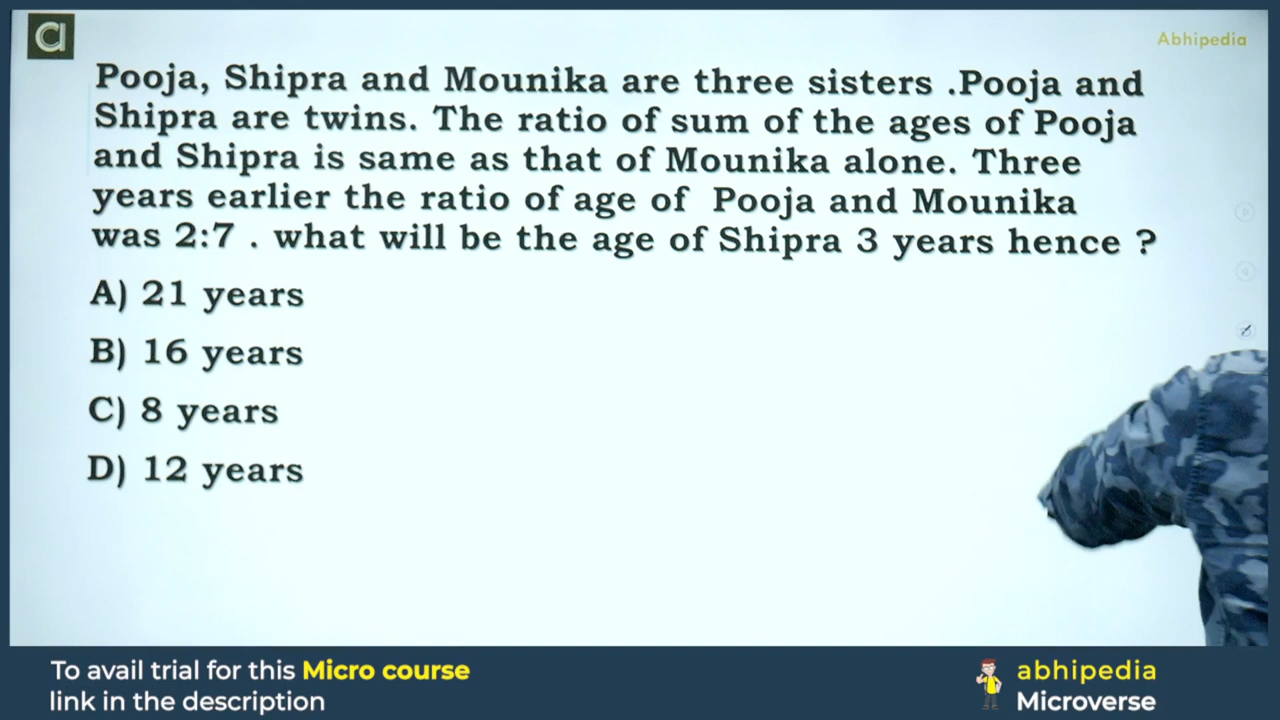 a
Abhipedia
Pooja, Shipra and Mounika are three sisters .Pooja and
Shipra are twins. The ratio of sum of the ages of Pooja
and Shipra is same as that of Mounika alone. Three
years earlier the ratio of age of Pooja and Mounika
was 2:7 . what will be the age of Shipra 3 years hence ?
A) 21 years
B) 16 years
C) 8 years
D) 12 years
To avail trial for this Micro course
link in the description
abhipedia
Microverse